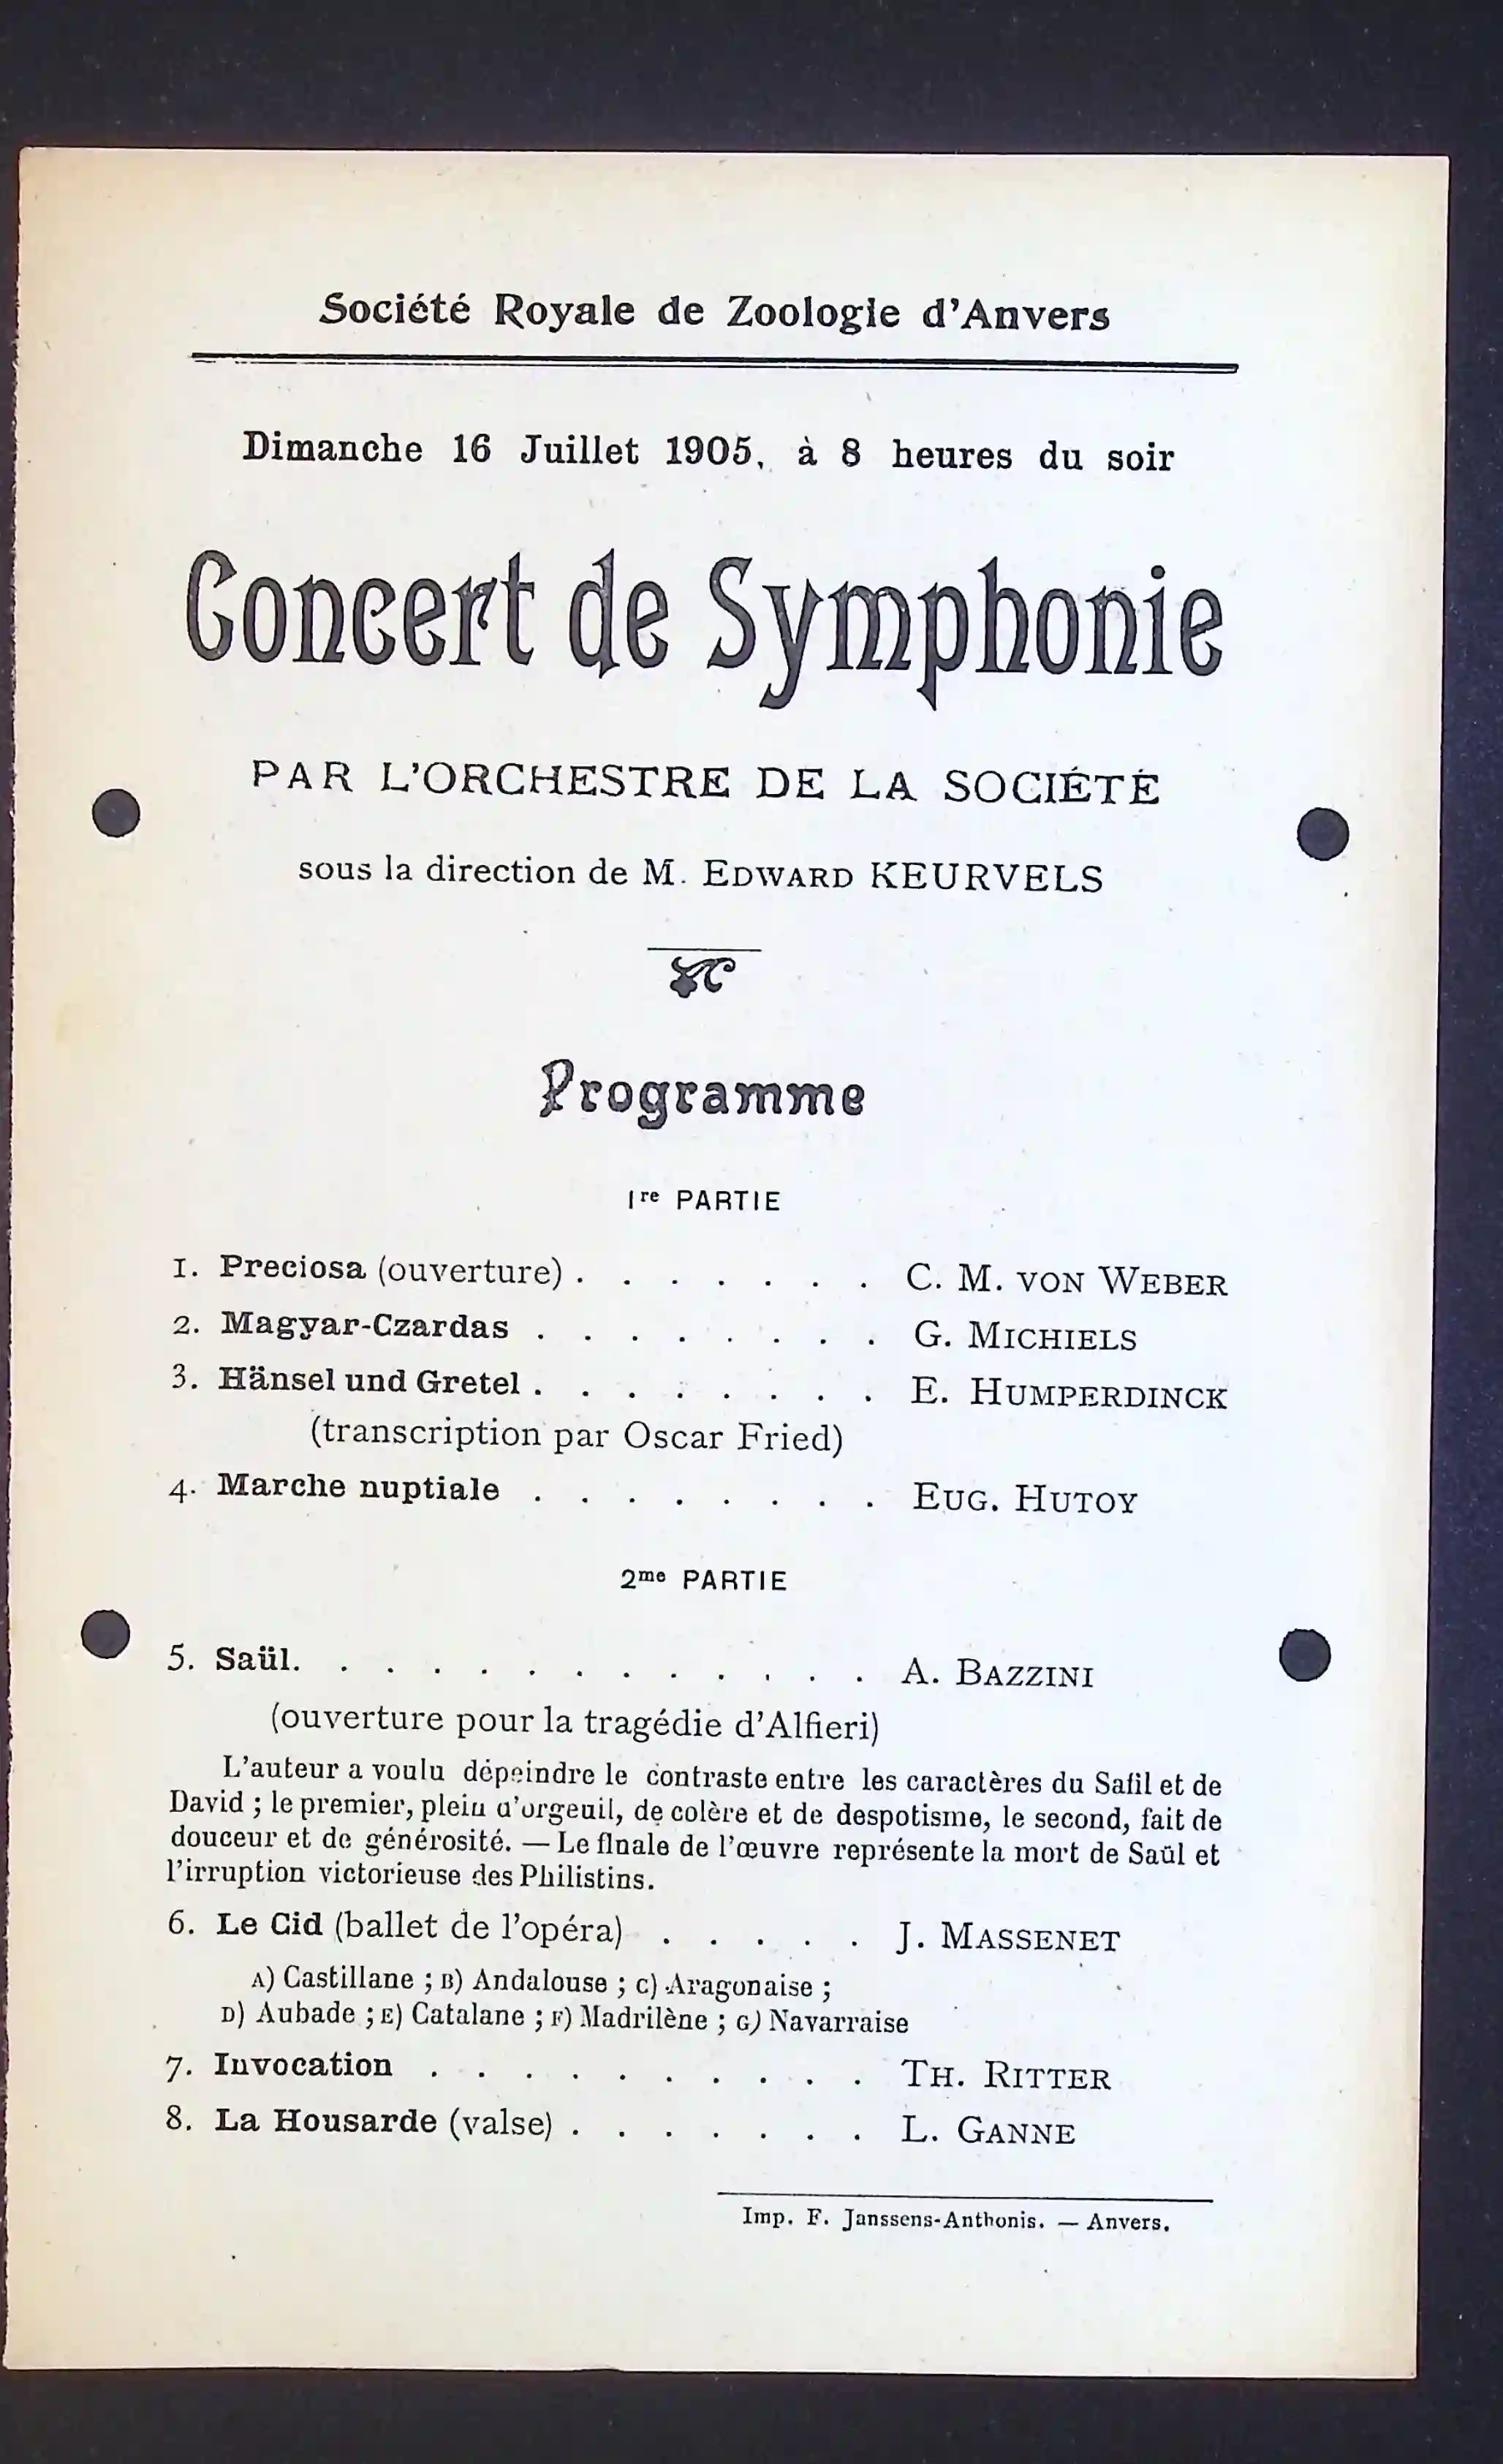 Société Royale de Zoologie d'Anvers
Dimanche 16 Juillet 1905, à 8 heures du soir
Concert de Symphonie
PAR L'ORCHESTRE DE LA SOCIÉTÉ
sous la direction de M. EDWARD KEURVELS
Programme
1re PARTIE
1. Preciosa (ouverture) . . . . . . . C. M. VON WEBER
2. Magyar-Czardas . . . . . . . . G. MICHIELS
3. Hänsel und Gretel . . . . . . . . E. HUMPERDINCK
(transcription par Oscar Fried)
4. Marche nuptiale . . . . . . . . EUG. HUTOY
2me PARTIE
5. Saül. . . . . . . . . . . . . A. BAZZINI
(ouverture pour la tragédie d'Alfieri)
L'auteur a voulu dépeindre le contraste entre les caractères du Saül et de
David ; le premier, plein d'orgeuil, de colère et de despotisme, le second, fait de
douceur et de générosité. — Le finale de l'œuvre représente la mort de Saül et
l'irruption victorieuse des Philistins.
6. Le Cid (ballet de l'opéra) . . . . . J. MASSENET
A) Castillane ; B) Andalouse ; C) Aragonaise ;
D) Aubade ; E) Catalane ; F) Madrilène ; G) Navarraise
7. Invocation . . . . . . . . . . TH. RITTER
8. La Housarde (valse) . . . . . . . L. GANNE
Imp. F. Janssens-Anthonis. — Anvers.